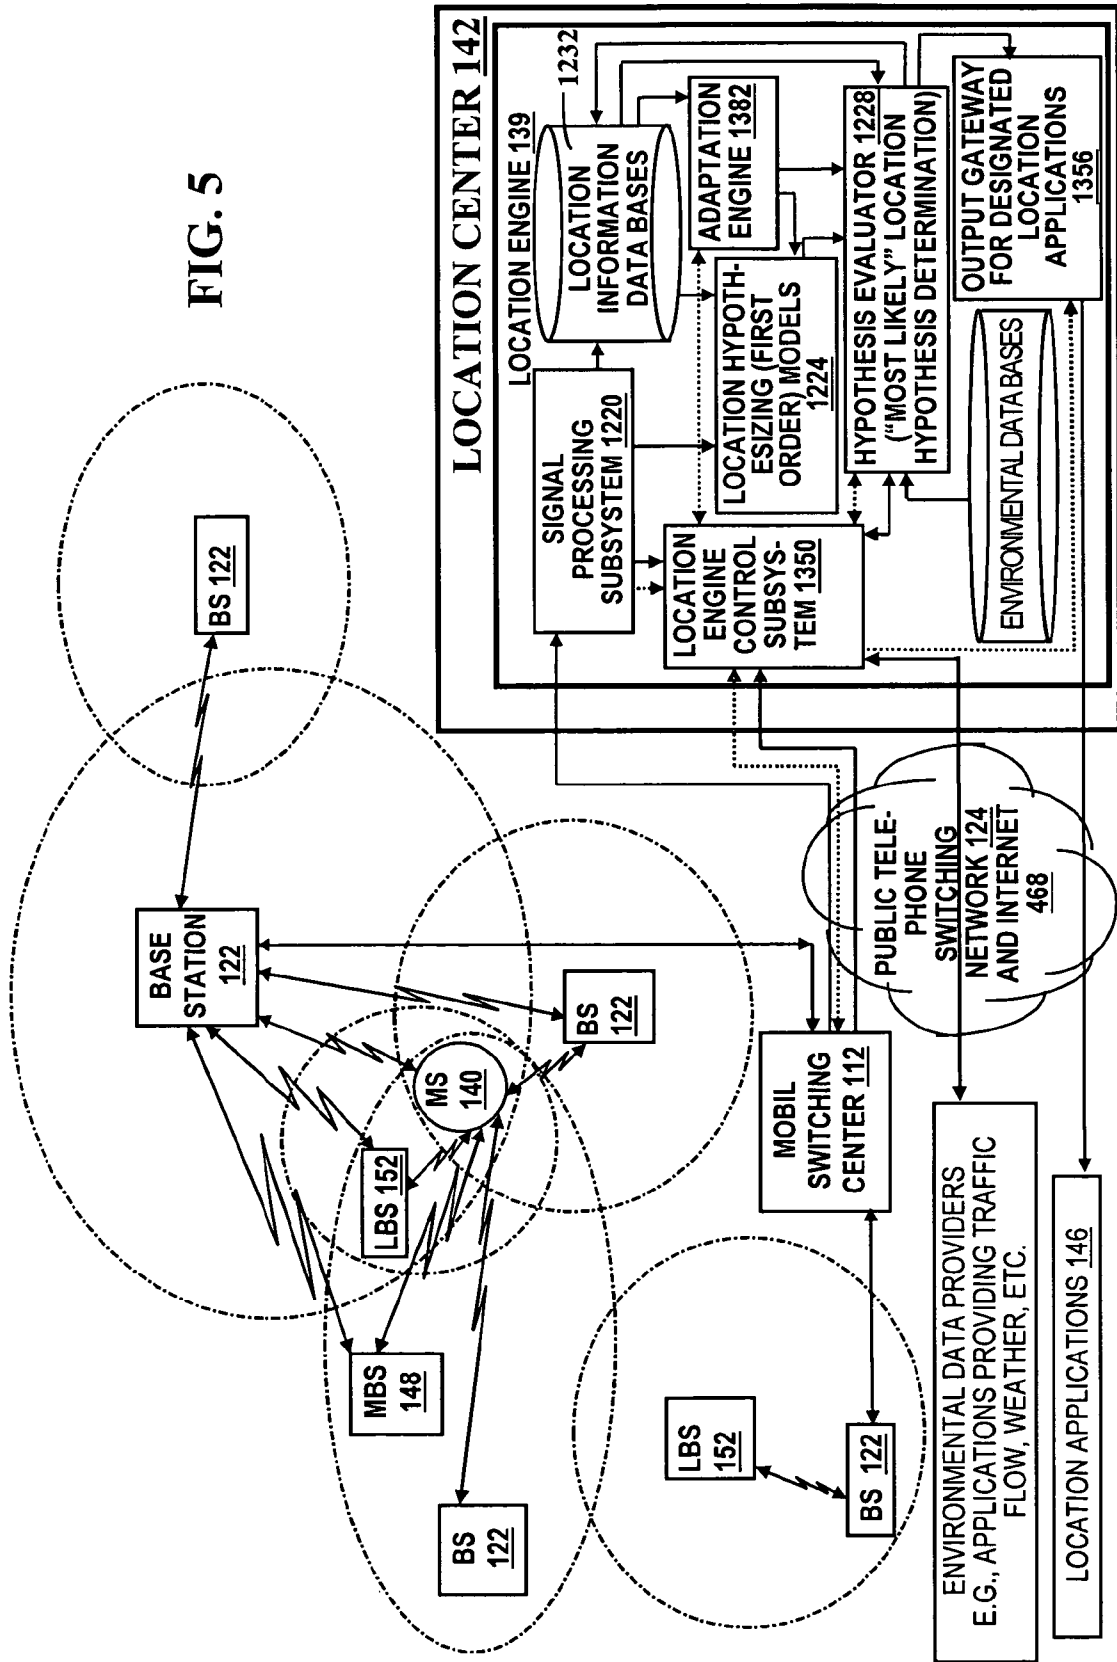 FIG. 5
BS 122
BASE
STATION
122
MS
140
LBS 152
BS
122
MBS
148
BS
122
LBS
152
BS 122
MOBIL
SWITCHING
CENTER 112
PUBLIC TELE-
PHONE
SWITCHING
NETWORK 124
AND INTERNET
468
ENVIRONMENTAL DATA PROVIDERS
E.G., APPLICATIONS PROVIDING TRAFFIC
FLOW, WEATHER, ETC.
LOCATION APPLICATIONS 146
LOCATION CENTER 142
LOCATION ENGINE 139
1232
LOCATION
INFORMATION
DATA BASES
SIGNAL
PROCESSING
SUBSYSTEM 1220
ADAPTATION
ENGINE 1382
LOCATION HYPOTH-
ESIZING (FIRST
ORDER) MODELS
1224
LOCATION
ENGINE
CONTROL
SUBSYS-
TEM 1350
HYPOTHESIS EVALUATOR 1228
("MOST LIKELY" LOCATION
HYPOTHESIS DETERMINATION)
ENVIRONMENTAL DATA BASES
OUTPUT GATEWAY
FOR DESIGNATED
LOCATION
APPLICATIONS
1356